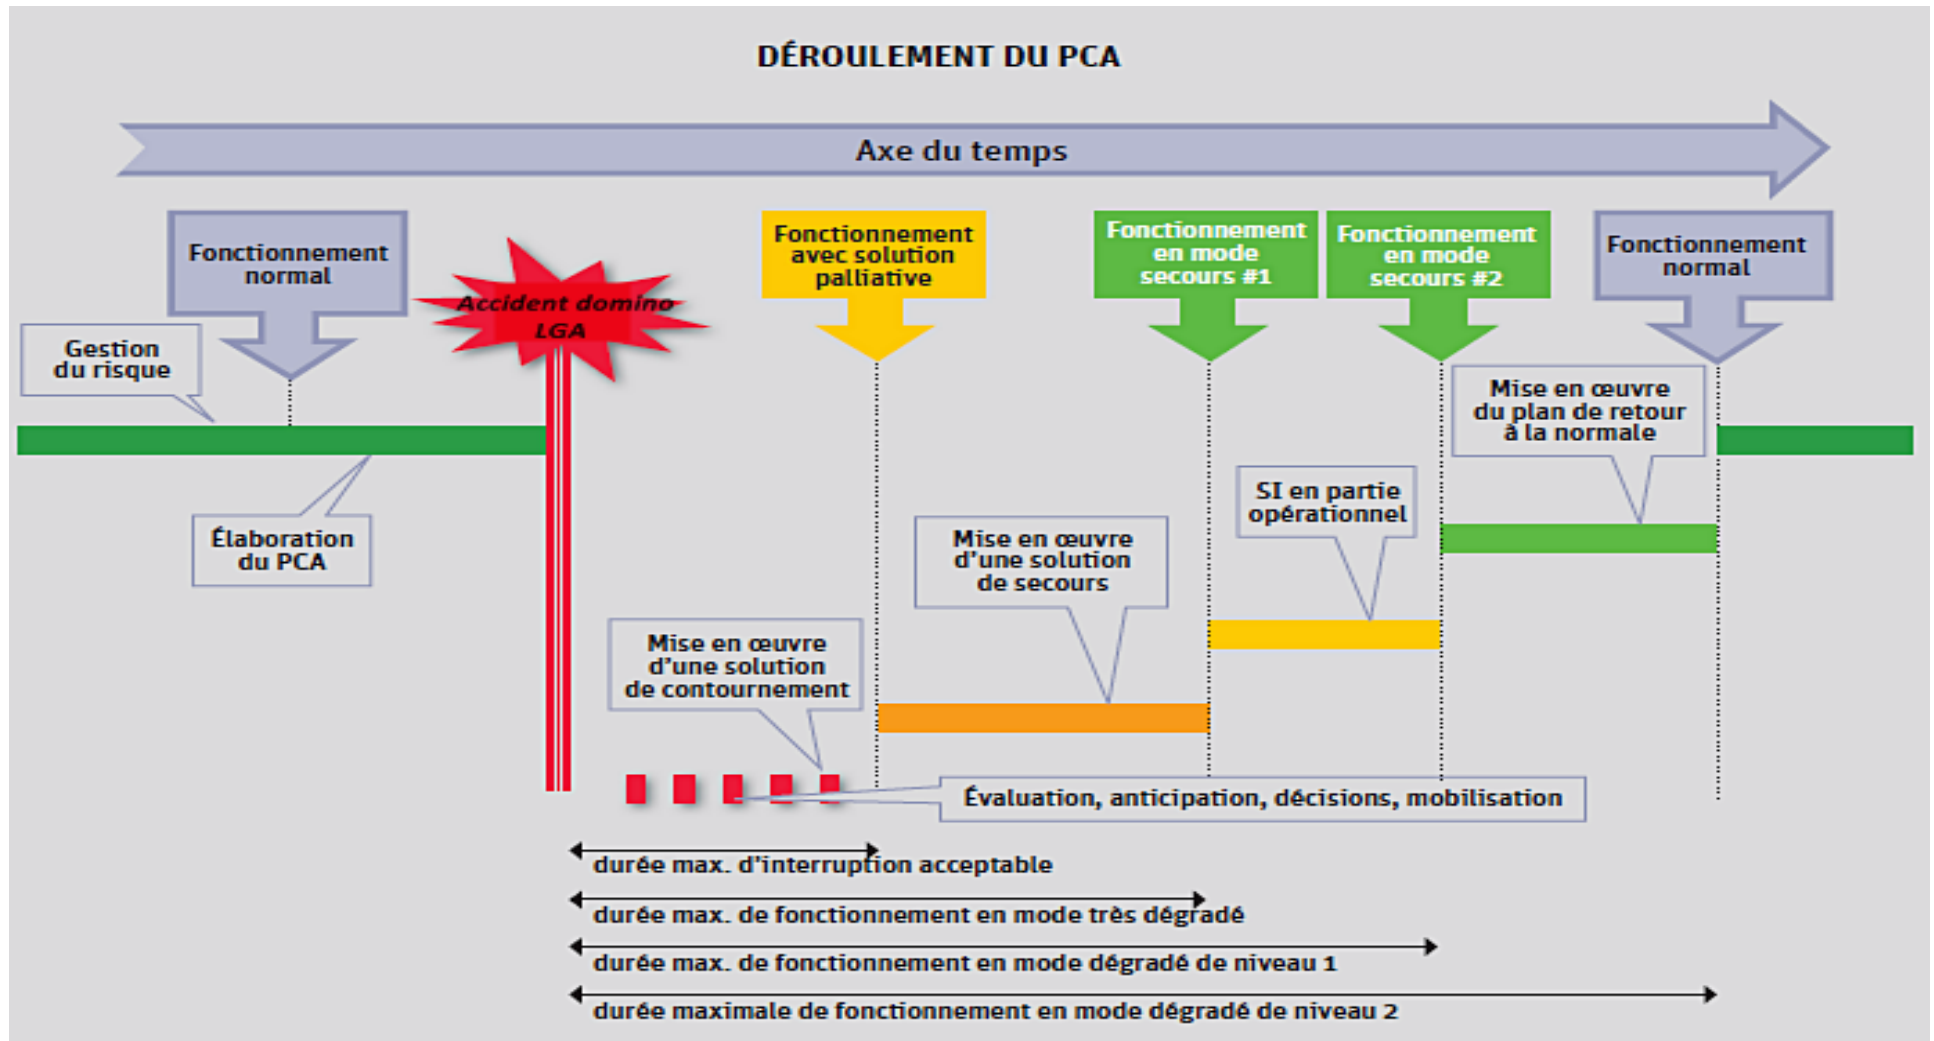 DÉROULEMENT DU PCA
Axe du temps
Fonctionnement
normal
Accident domino
LGA
Fonctionnement
avec solution
palliative
Fonctionnement
en mode
secours #1
Fonctionnement
en mode
secours #2
Fonctionnement
normal
Gestion
du risque
Élaboration
du PCA
Mise en œuvre
d'une solution
de contournement
Mise en œuvre
d'une solution
de secours
SI en partie
opérationnel
Mise en œuvre
du plan de retour
à la normale
Évaluation, anticipation, décisions, mobilisation
durée max. d'interruption acceptable
durée max. de fonctionnement en mode très dégradé
durée max. de fonctionnement en mode dégradé de niveau 1
durée maximale de fonctionnement en mode dégradé de niveau 2